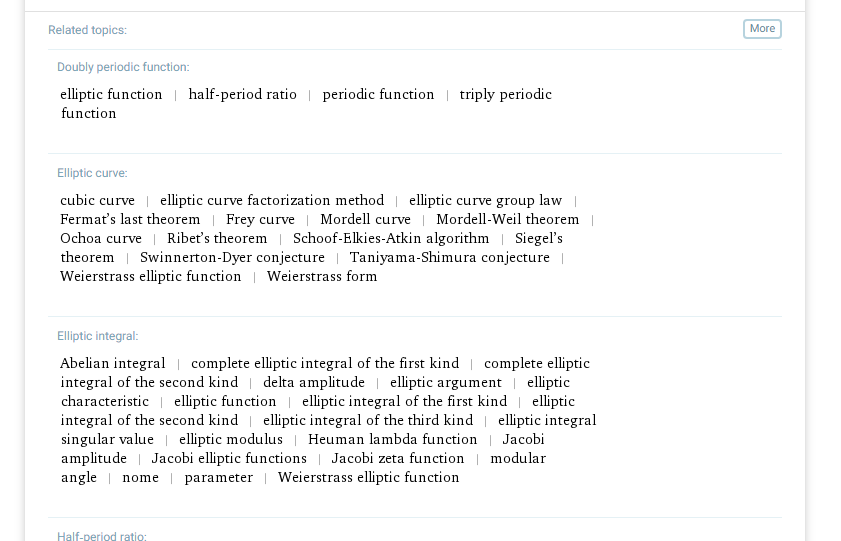 Related topics:
More
Doubly periodic function:
elliptic function | half-period ratio | periodic function | triply periodic
function
Elliptic curve:
cubic curve | elliptic curve factorization method | elliptic curve group law |
Fermat's last theorem | Frey curve | Mordell curve | Mordell-Weil theorem |
Ochoa curve | Ribet's theorem | Schoof-Elkies-Atkin algorithm | Siegel's
theorem | Swinnerton-Dyer conjecture | Taniyama-Shimura conjecture |
Weierstrass elliptic function | Weierstrass form
Elliptic integral:
Abelian integral | complete elliptic integral of the first kind | complete elliptic
integral of the second kind | delta amplitude | elliptic argument | elliptic
characteristic | elliptic function | elliptic integral of the first kind | elliptic
integral of the second kind | elliptic integral of the third kind | elliptic integral
singular value | elliptic modulus | Heuman lambda function | Jacobi
amplitude | Jacobi elliptic functions | Jacobi zeta function | modular
angle | nome | parameter | Weierstrass elliptic function
Half-period ratio: